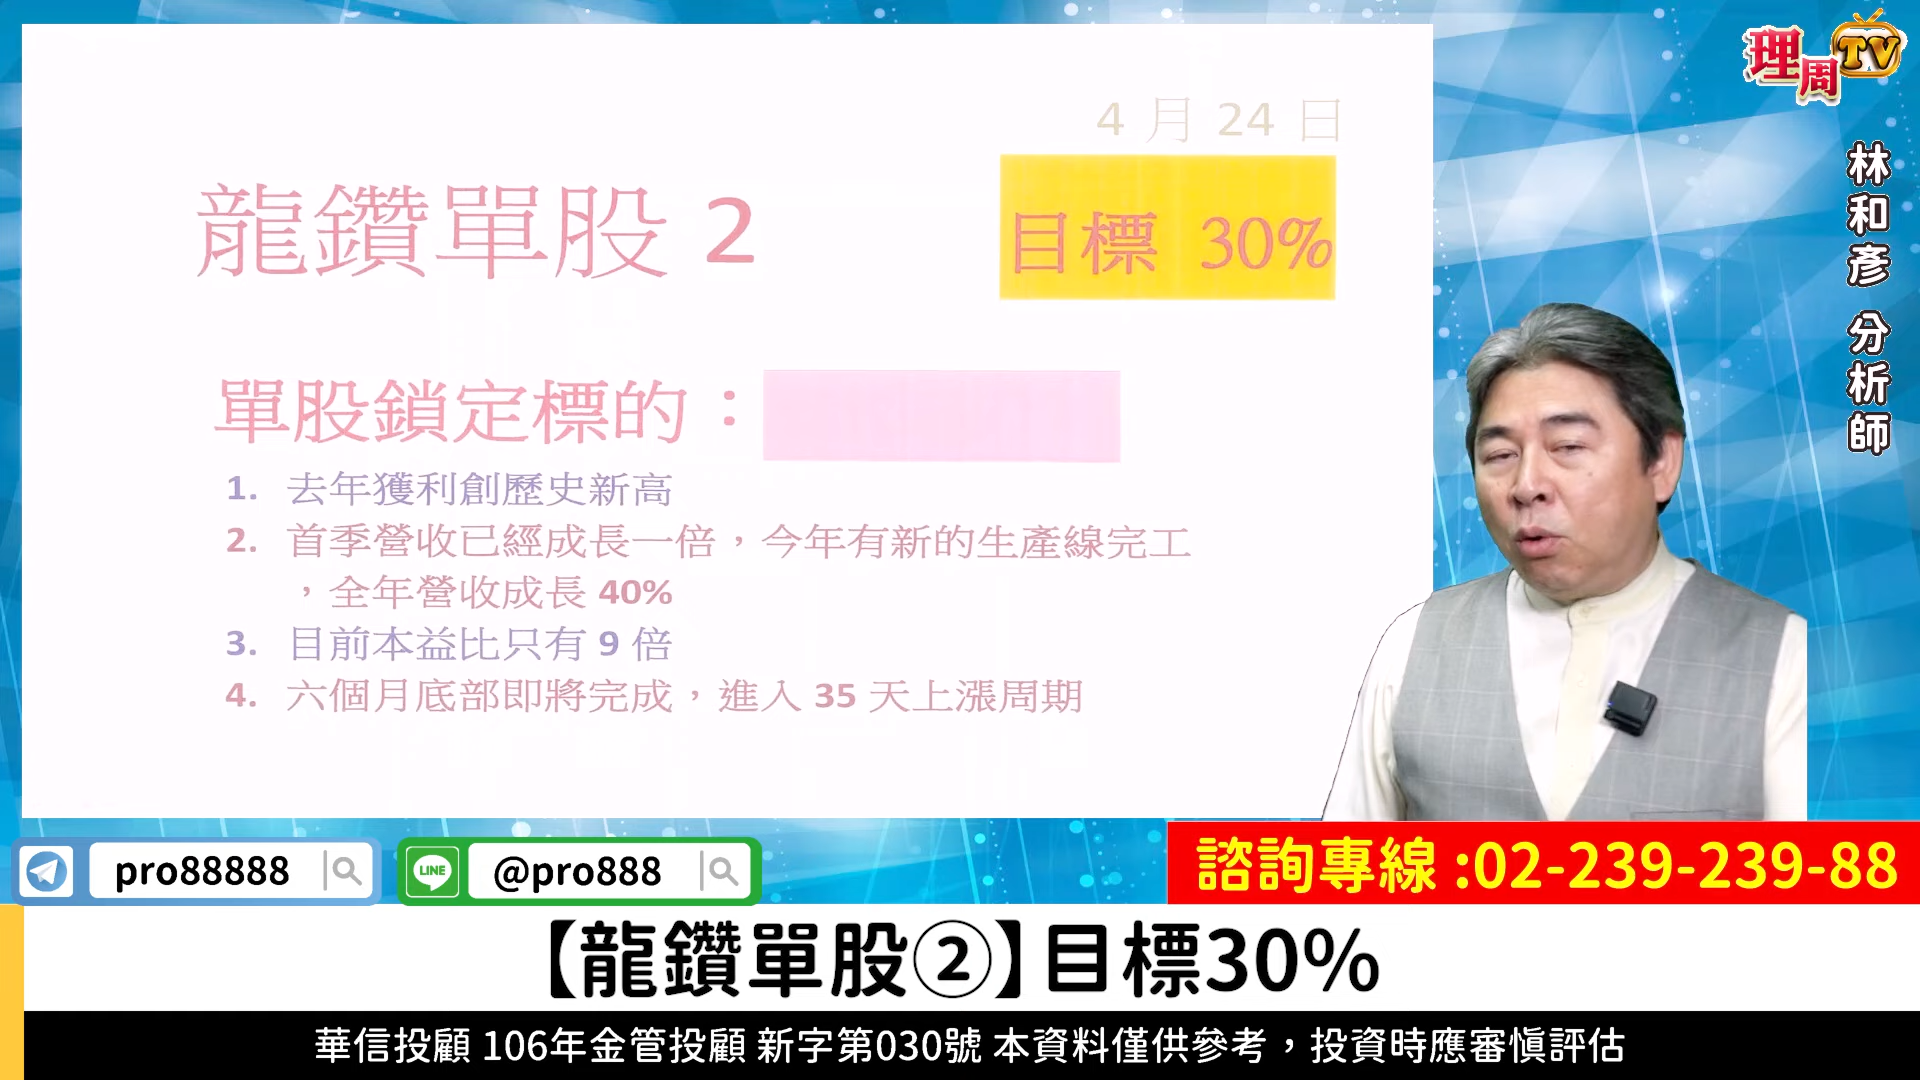 理周TV
林和彥 分析師
4 月 24 日
龍鑽單股 2
目標 30%
單股鎖定標的：
1. 去年獲利創歷史新高
2. 首季營收已經成長一倍，今年有新的生產線完工
，全年營收成長 40%
3. 目前本益比只有 9 倍
4. 六個月底部即將完成，進入 35 天上漲周期
pro88888
LINE
@pro888
諮詢專線 :02-239-239-88
【龍鑽單股②】目標30%
華信投顧 106年金管投顧 新字第030號 本資料僅供參考，投資時應審慎評估